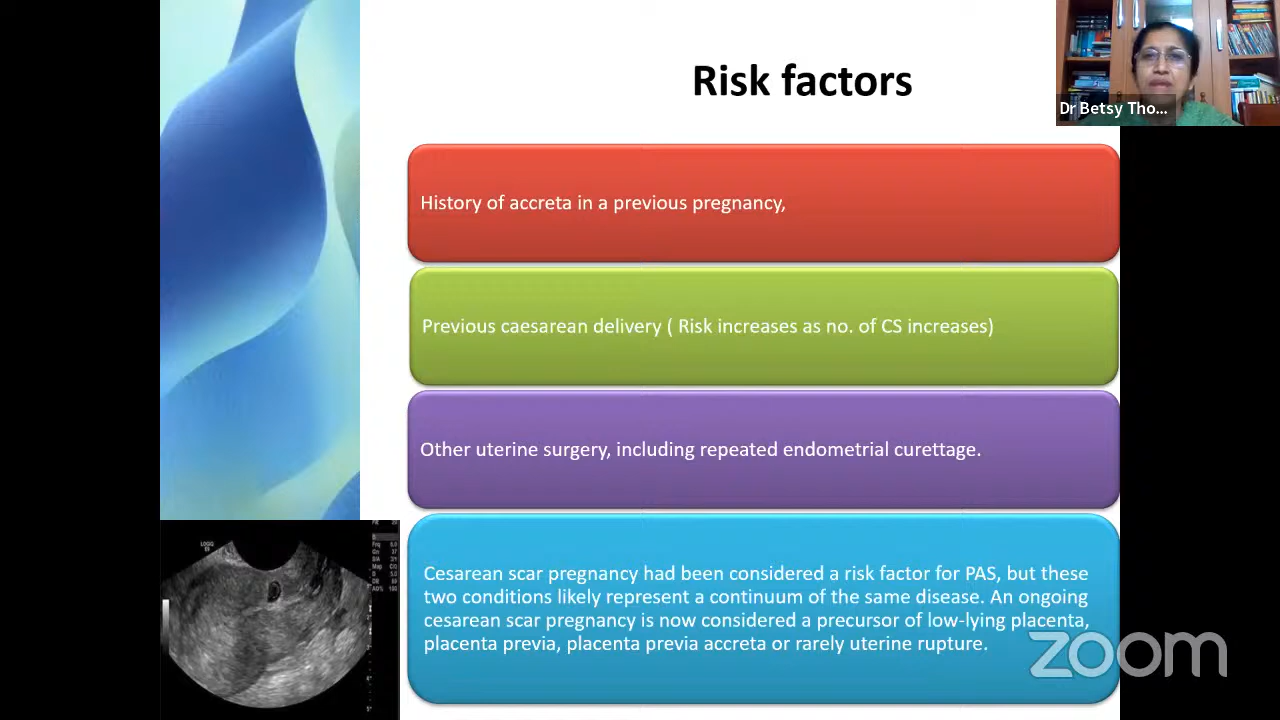 Risk factors
Dr Betsy Tho...
History of accreta in a previous pregnancy,
Previous caesarean delivery ( Risk increases as no. of CS increases)
Other uterine surgery, including repeated endometrial curettage.
Cesarean scar pregnancy had been considered a risk factor for PAS, but these
two conditions likely represent a continuum of the same disease. An ongoing
cesarean scar pregnancy is now considered a precursor of low-lying placenta,
placenta previa, placenta previa accreta or rarely uterine rupture.
zoom
LOGIQ